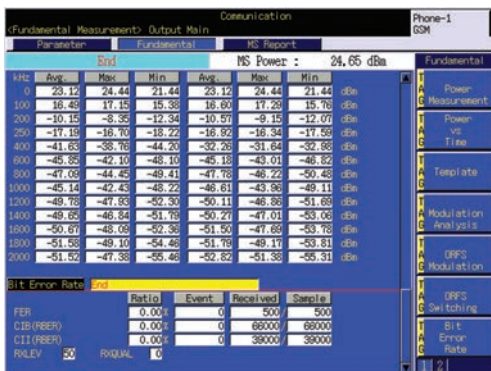 Communication
<Fundamental Measurement> Output Main
Phone-1
GSM
Parameter Fundamental MS Report
End MS Power : 24.65 dBm
Fundamental
kHz Avg. Max Min Avg. Max Min
0 23.12 24.44 21.44 23.12 24.44 21.44 dBm
100 16.49 17.15 15.38 16.60 17.29 15.76 dBm
200 -10.15 -8.35 -12.34 -10.57 -9.15 -12.07 dBm
250 -17.19 -16.70 -18.22 -16.92 -16.34 -17.59 dBm
400 -41.63 -38.76 -44.20 -32.26 -31.64 -32.98 dBm
600 -45.85 -42.10 -48.10 -45.18 -43.01 -46.82 dBm
800 -47.09 -44.45 -49.41 -47.78 -46.22 -50.48 dBm
1000 -45.14 -42.43 -48.22 -46.61 -43.96 -49.11 dBm
1200 -49.78 -47.93 -52.30 -50.11 -46.86 -51.69 dBm
1400 -49.65 -46.84 -51.79 -50.27 -47.01 -53.06 dBm
1600 -50.67 -48.09 -52.36 -51.50 -47.69 -53.78 dBm
1800 -51.58 -49.10 -54.46 -51.79 -49.17 -53.81 dBm
2000 -51.52 -47.38 -55.46 -52.82 -51.38 -55.31 dBm
Bit Error Rate End
Ratio Event Received Sample
FER 0.00% 0 500/ 500
CIB(RBER) 0.00% 0 66000/ 66000
CII(RBER) 0.00% 0 39000/ 39000
RXLEV 50 RXQUAL 0
TAG Power Measurement
TAG Power vs Time
TAG Template
TAG Modulation Analysis
TAG ORFS Modulation
TAG ORFS Switching
TAG Bit Error Rate
1 2